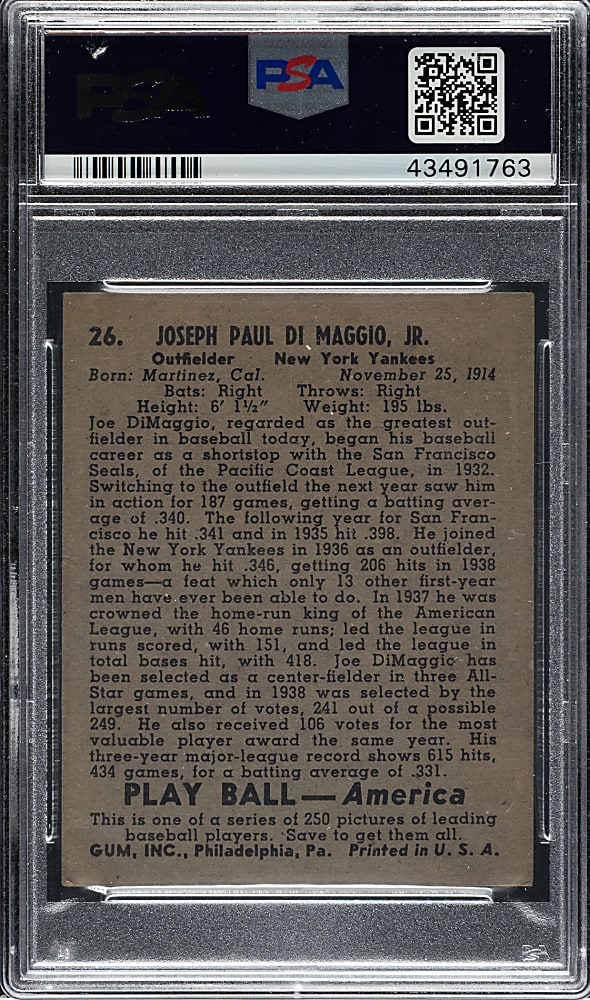 PSA
PSA
43491763
26. JOSEPH PAUL DI MAGGIO, JR.
Outfielder New York Yankees
Born: Martinez, Cal. November 25, 1914
Bats: Right Throws: Right
Height: 6' 1½" Weight: 195 lbs.
Joe DiMaggio, regarded as the greatest out-
fielder in baseball today, began his baseball
career as a shortstop with the San Francisco
Seals, of the Pacific Coast League, in 1932.
Switching to the outfield the next year saw him
in action for 187 games, getting a batting aver-
age of .340. The following year for San Fran-
cisco he hit .341 and in 1935 hit .398. He joined
the New York Yankees in 1936 as an outfielder,
for whom he hit .346, getting 206 hits in 1938
games—a feat which only 13 other first-year
men have ever been able to do. In 1937 he was
crowned the home-run king of the American
League, with 46 home runs; led the league in
runs scored, with 151, and led the league in
total bases hit, with 418. Joe DiMaggio has
been selected as a center-fielder in three All-
Star games, and in 1938 was selected by the
largest number of votes, 241 out of a possible
249. He also received 106 votes for the most
valuable player award the same year. His
three-year major-league record shows 615 hits,
434 games, for a batting average of .331.
PLAY BALL—America
This is one of a series of 250 pictures of leading
baseball players. Save to get them all.
GUM, INC., Philadelphia, Pa. Printed in U. S. A.